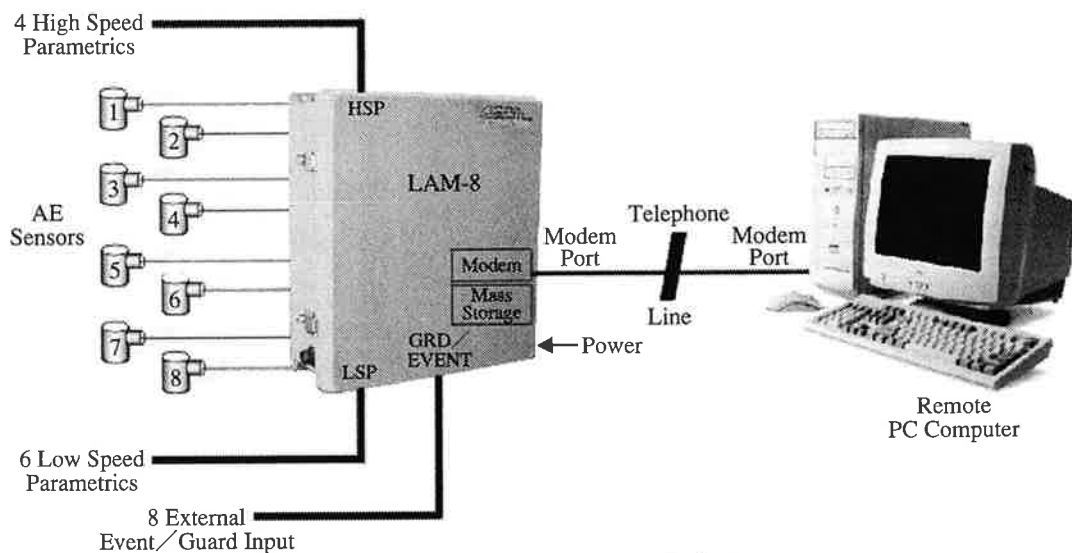 4 High Speed
Parametrics
HSP
1
2
3
4
5
6
7
8
AE
Sensors
LAM-8
Modem
Mass
Storage
GRD/
EVENT
LSP
Modem
Port
Telephone
Line
Modem
Port
Power
Remote
PC Computer
6 Low Speed
Parametrics
8 External
Event/Guard Input